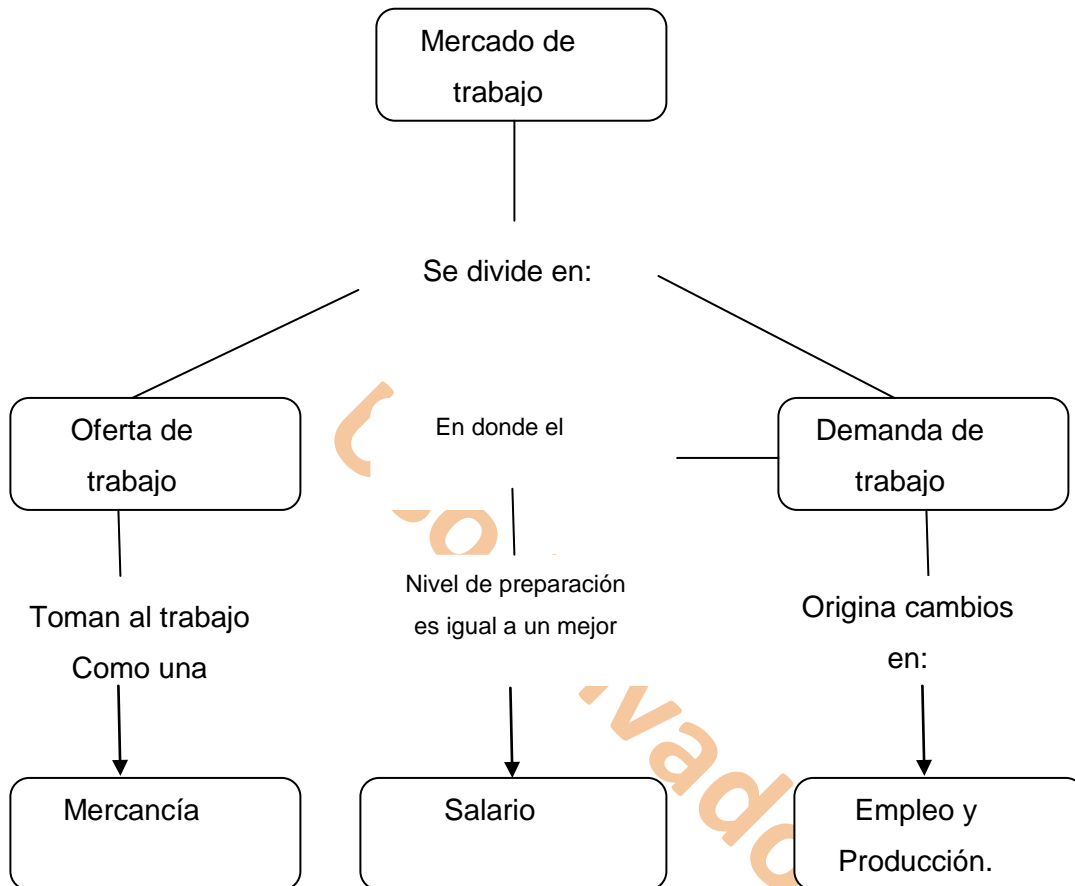 Mercado de
trabajo
Se divide en:
Oferta de
trabajo
En donde el
Demanda de
trabajo
Nivel de preparación
es igual a un mejor
Toman al trabajo
Como una
Origina cambios
en:
Mercancía
Salario
Empleo y
Producción.